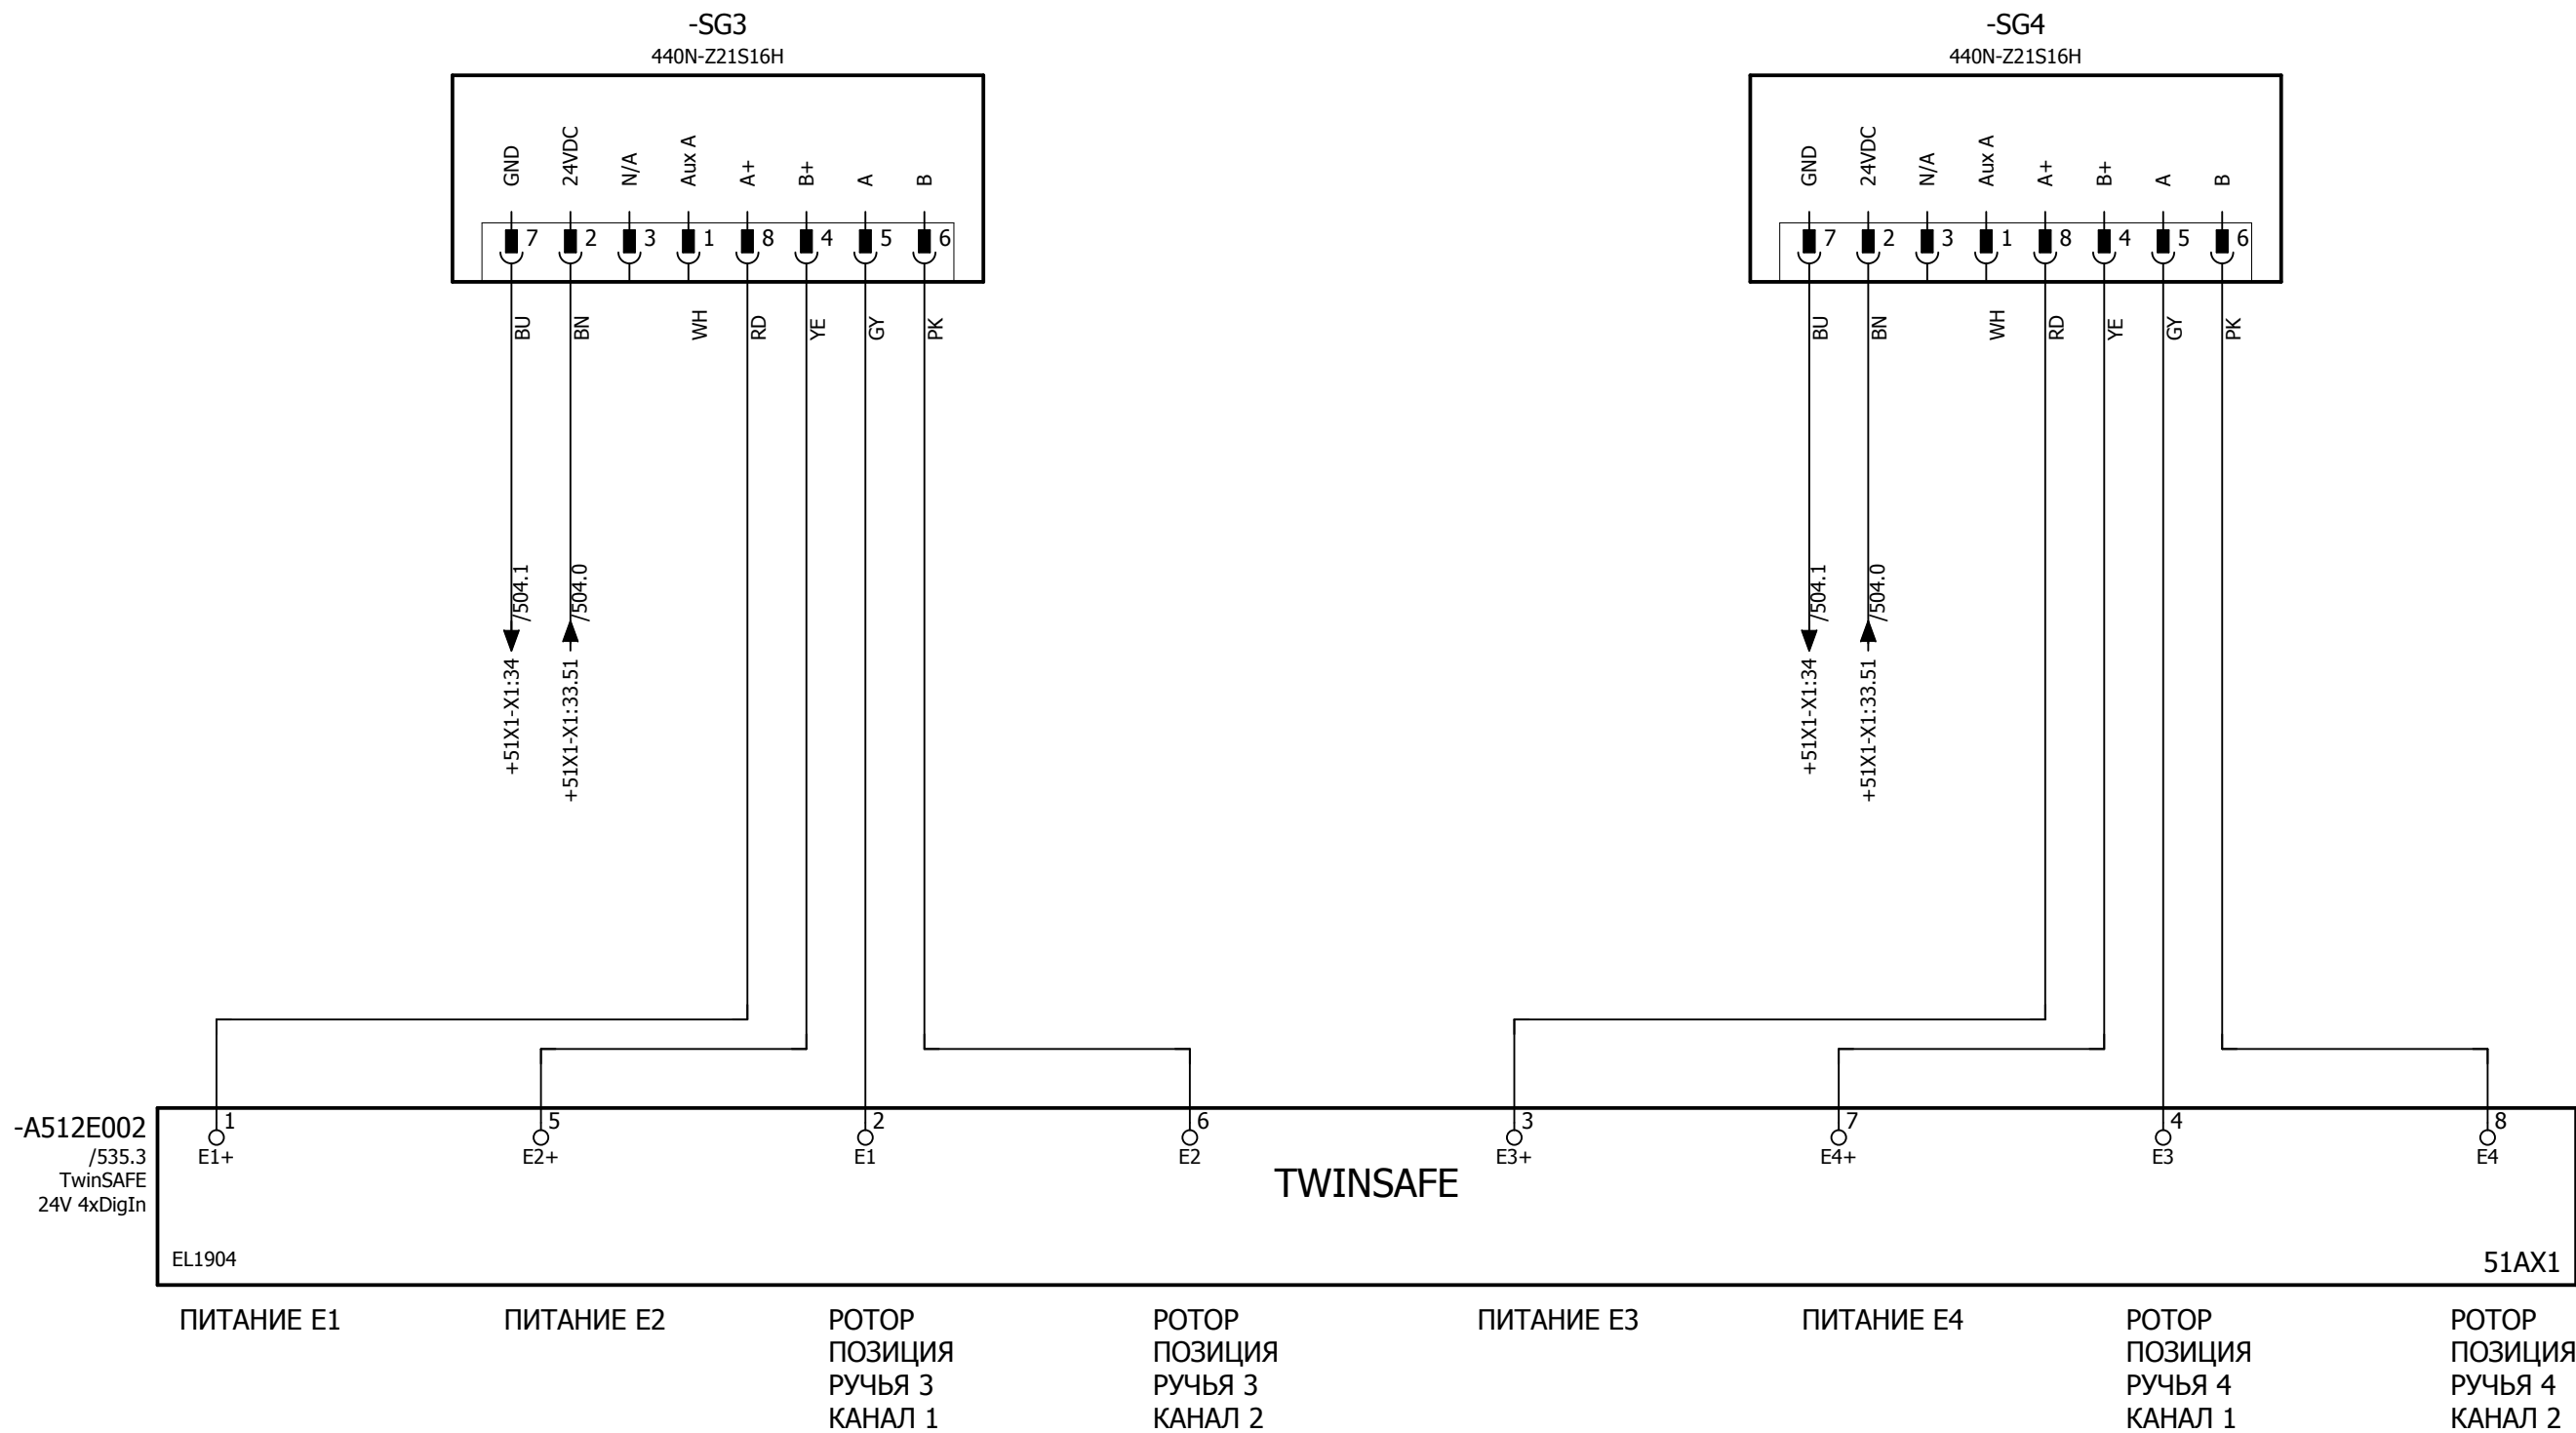 -SG3
440N-Z21S16H
GND
24VDC
N/A
Aux A
A+
B+
A
B
7
2
3
1
8
4
5
6
BU
BN
WH
RD
YE
GY
PK
/504.1
/504.0
+51X1-X1:34
+51X1-X1:33.51
-SG4
440N-Z21S16H
GND
24VDC
N/A
Aux A
A+
B+
A
B
7
2
3
1
8
4
5
6
BU
BN
WH
RD
YE
GY
PK
/504.1
/504.0
+51X1-X1:34
+51X1-X1:33.51
-A512E002
/535.3
TwinSAFE
24V 4xDigIn
1
5
2
6
3
7
4
8
E1+
E2+
E1
E2
E3+
E4+
E3
E4
TWINSAFE
EL1904
51AX1
ПИТАНИЕ E1
ПИТАНИЕ E2
РОТОР
ПОЗИЦИЯ
РУЧЬЯ 3
КАНАЛ 1
РОТОР
ПОЗИЦИЯ
РУЧЬЯ 3
КАНАЛ 2
ПИТАНИЕ E3
ПИТАНИЕ E4
РОТОР
ПОЗИЦИЯ
РУЧЬЯ 4
КАНАЛ 1
РОТОР
ПОЗИЦИЯ
РУЧЬЯ 4
КАНАЛ 2